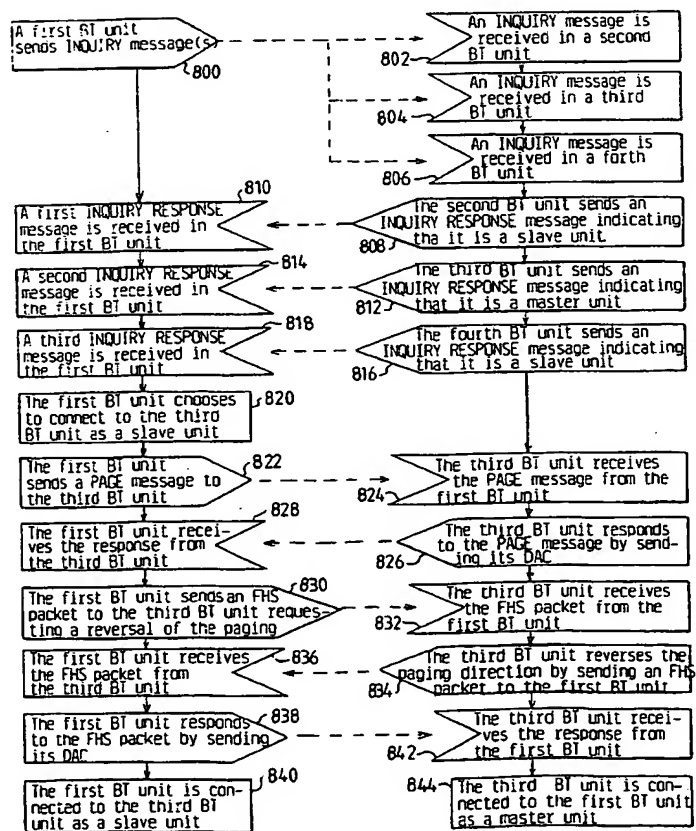 A first BT unit
sends INQUIRY message(s)
800
An INQUIRY message is
received in a second
BT unit
802
An INQUIRY message is
received in a third
BT unit
804
An INQUIRY message is
received in a forth
BT unit
806
810
A first INQUIRY RESPONSE
message is received in
the first BT unit
The second BT unit sends an
INQUIRY RESPONSE message indicating
that it is a slave unit
808
814
A second INQUIRY RESPONSE
message is received in
the first BT unit
The third BT unit sends an
INQUIRY RESPONSE message indicating
that it is a master unit
812
818
A third INQUIRY RESPONSE
message is received in
the first BT unit
The fourth BT unit sends an
INQUIRY RESPONSE message indicating
that it is a slave unit
816
The first BT unit chooses
to connect to the third
BT unit as a slave unit
820
The first BT unit
sends a PAGE message to
the third BT unit
822
The third BT unit receives
the PAGE message from the
first BT unit
824
828
The first BT unit recei-
ves the response from
the third BT unit
The third BT unit responds
to the PAGE message by send-
ing its DAC
826
830
The first BT unit sends an FHS
packet to the third BT unit reques-
ting a reversal of the paging
The third BT unit receives
the FHS packet from the
first BT unit
832
The first BT unit receives
the FHS packet from
the third BT unit
836
The third BT unit reverses the
paging direction by sending an FHS
packet to the first BT unit
834
The first BT unit responds
to the FHS packet by sending
its DAC
838
The third BT unit recei-
ves the response from
the first BT unit
842
The first BT unit is con-
nected to the third BT
unit as a slave unit
840
844
The third BT unit is
connected to the first BT unit
as a master unit